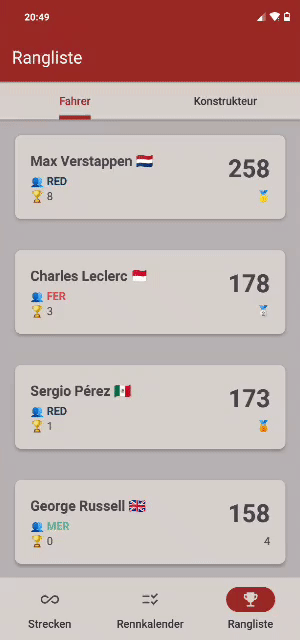 20:49
Rangliste
Fahrer Konstrukteur
Max Verstappen 258
RED
8
Charles Leclerc 178
FER
3
Sergio Pérez 173
RED
1
George Russell 158
MER
0 4
Strecken Rennkalender Rangliste